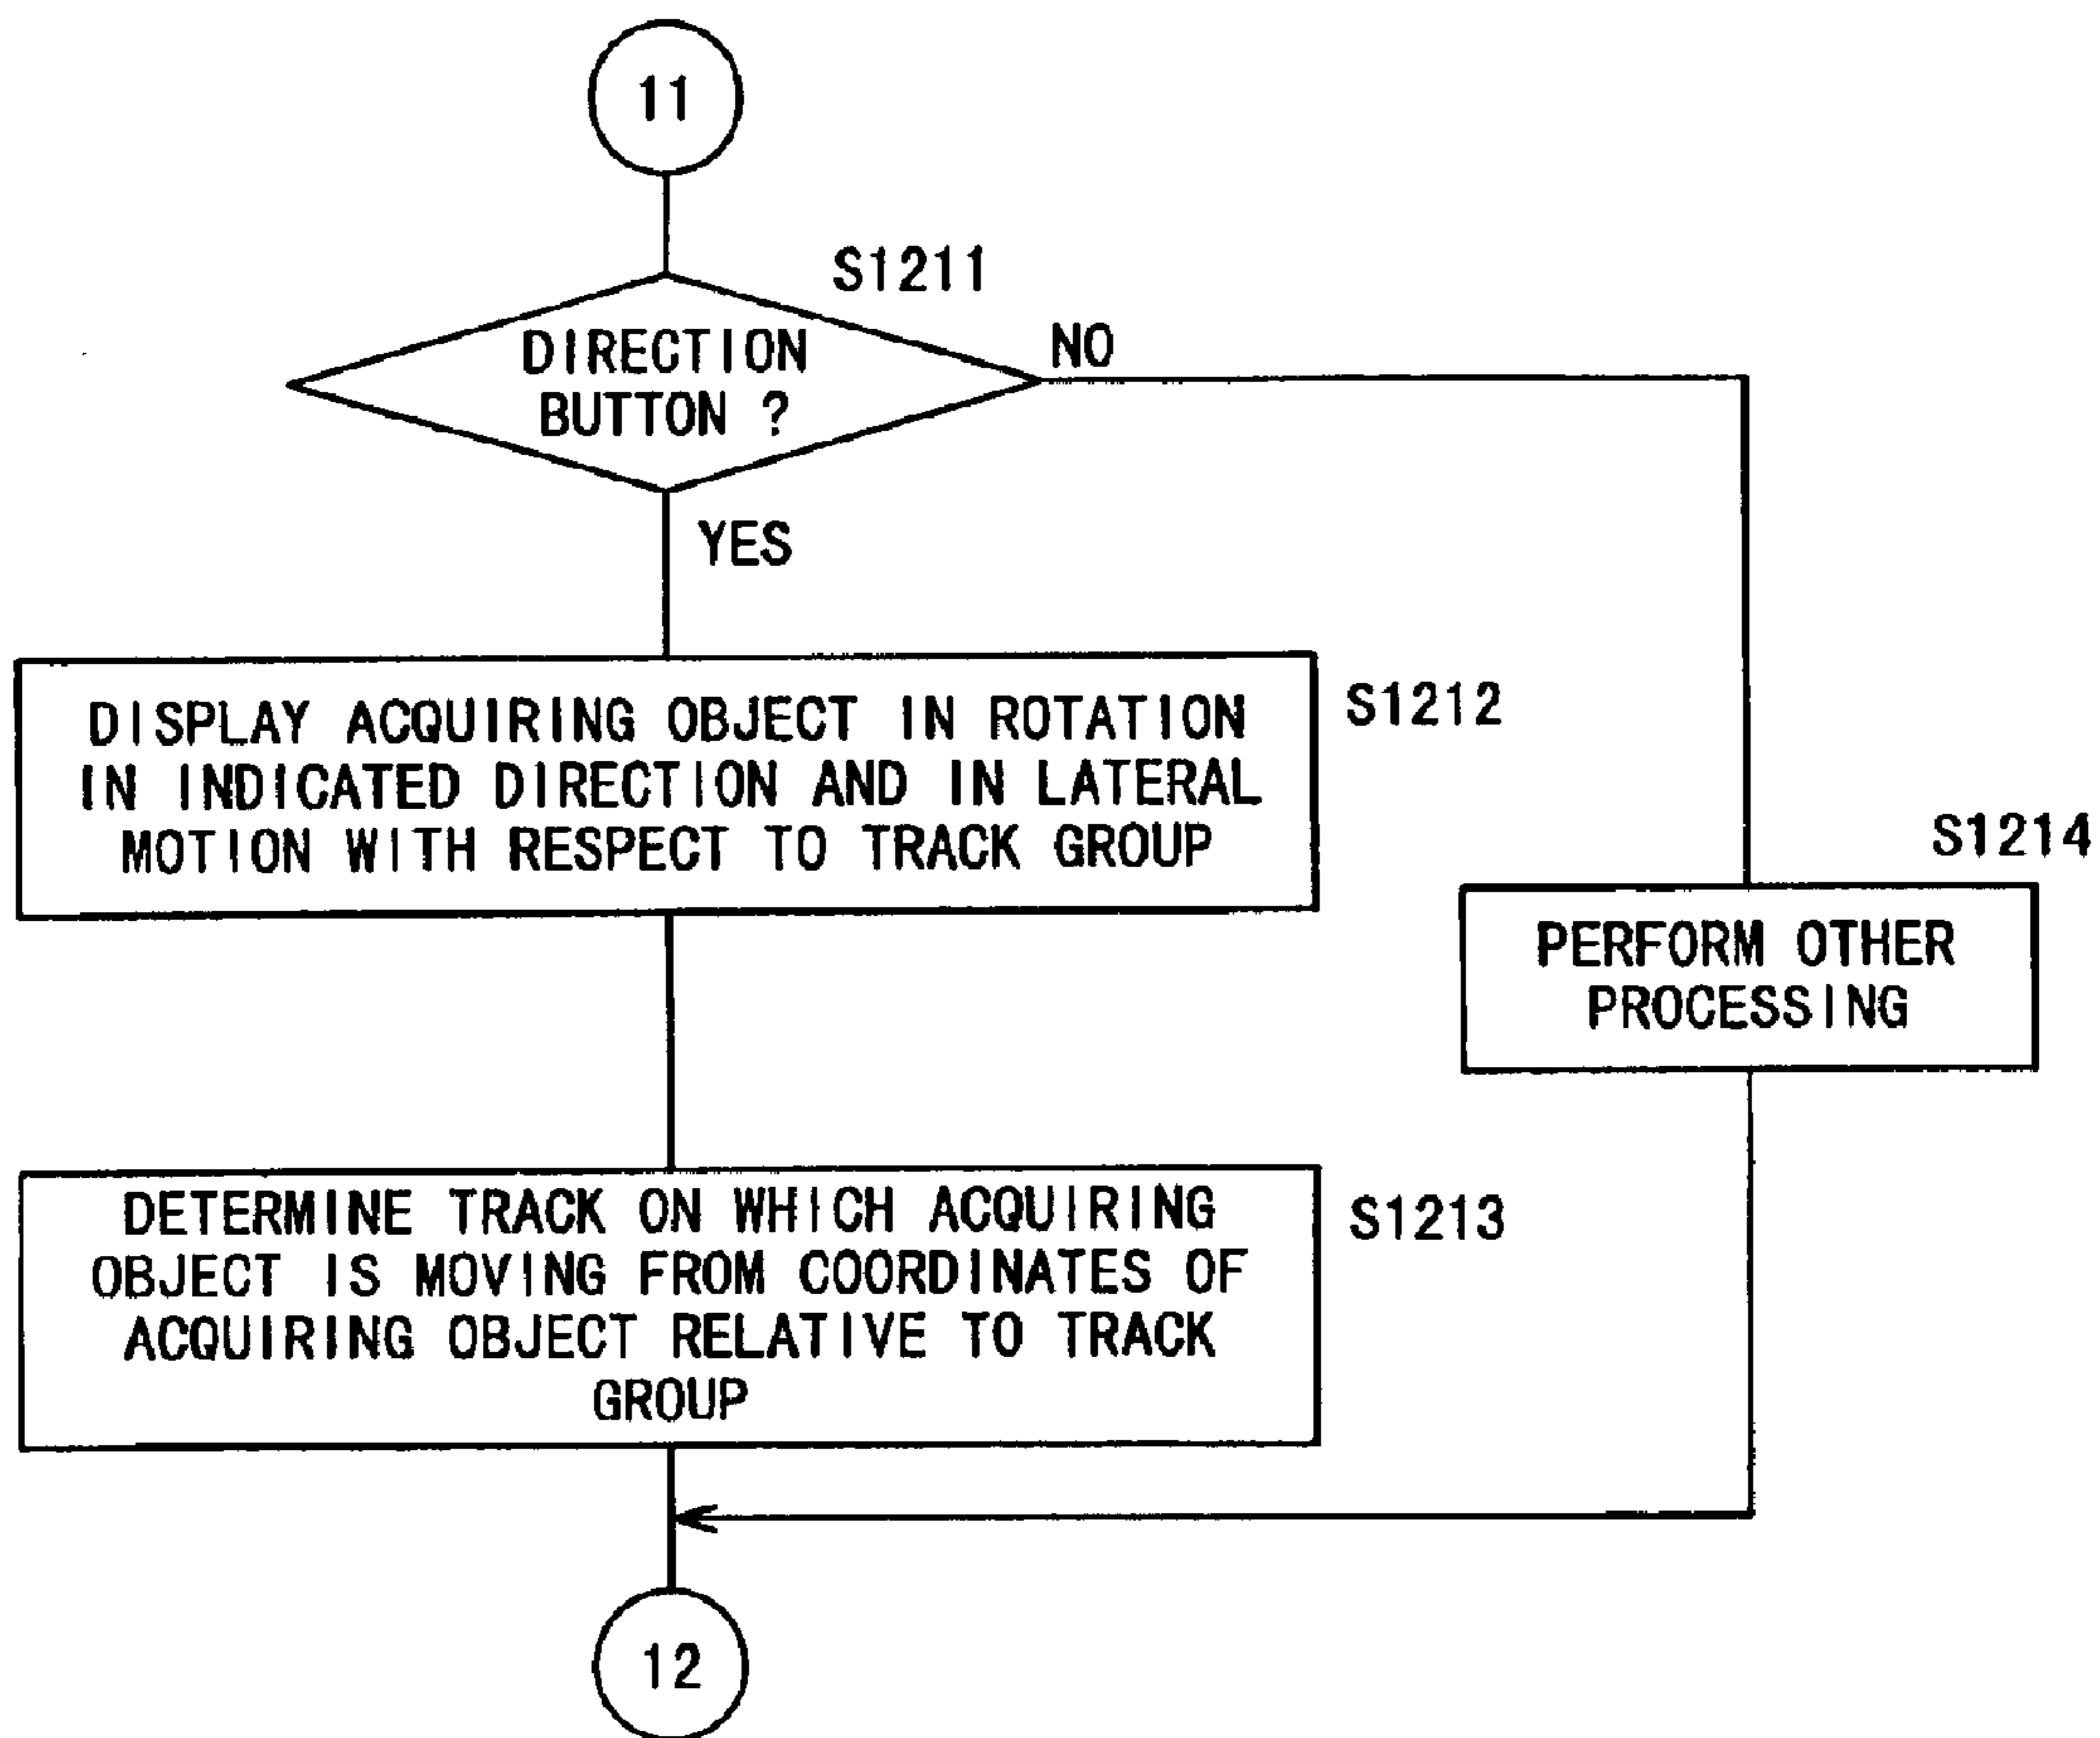 11
S1211
DIRECTION
BUTTON ?
NO
YES
DISPLAY ACQUIRING OBJECT IN ROTATION
IN INDICATED DIRECTION AND IN LATERAL
MOTION WITH RESPECT TO TRACK GROUP
S1212
S1214
PERFORM OTHER
PROCESSING
DETERMINE TRACK ON WHICH ACQUIRING
OBJECT IS MOVING FROM COORDINATES OF
ACQUIRING OBJECT RELATIVE TO TRACK
GROUP
S1213
12